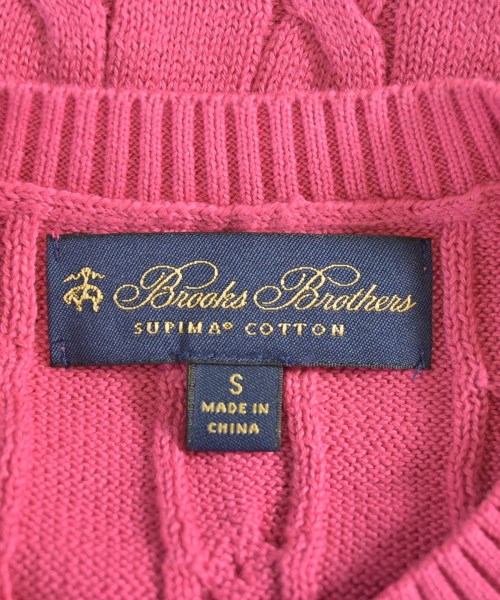 Brooks Brothers
SUPIMA® COTTON
S
MADE IN
CHINA